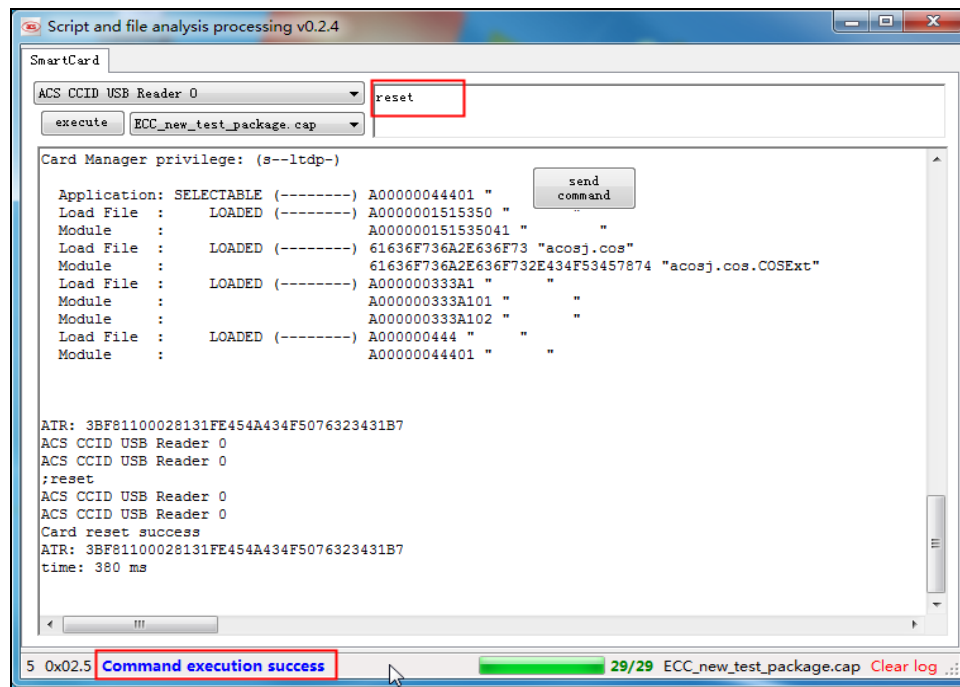 Script and file analysis processing v0.2.4
SmartCard
ACS CCID USB Reader 0
reset
execute
ECC_new_test_package.cap
Card Manager privilege: (s--ltdp-)
send
command
Application: SELECTABLE (--------) A00000044401 "
Load File : LOADED (--------) A0000001515350 " "
Module : A000000151535041 " "
Load File : LOADED (--------) 61636F736A2E636F73 "acosj.cos"
Module : 61636F736A2E636F732E434F53457874 "acosj.cos.COSExt"
Load File : LOADED (--------) A000000333A1 " "
Module : A000000333A101 " "
Module : A000000333A102 " "
Load File : LOADED (--------) A000000444 " "
Module : A00000044401 " "
ATR: 3BF81100028131FE454A434F5076323431B7
ACS CCID USB Reader 0
ACS CCID USB Reader 0
;reset
ACS CCID USB Reader 0
ACS CCID USB Reader 0
Card reset success
ATR: 3BF81100028131FE454A434F5076323431B7
time: 380 ms
5 0x02.5 Command execution success 29/29 ECC_new_test_package.cap Clear log